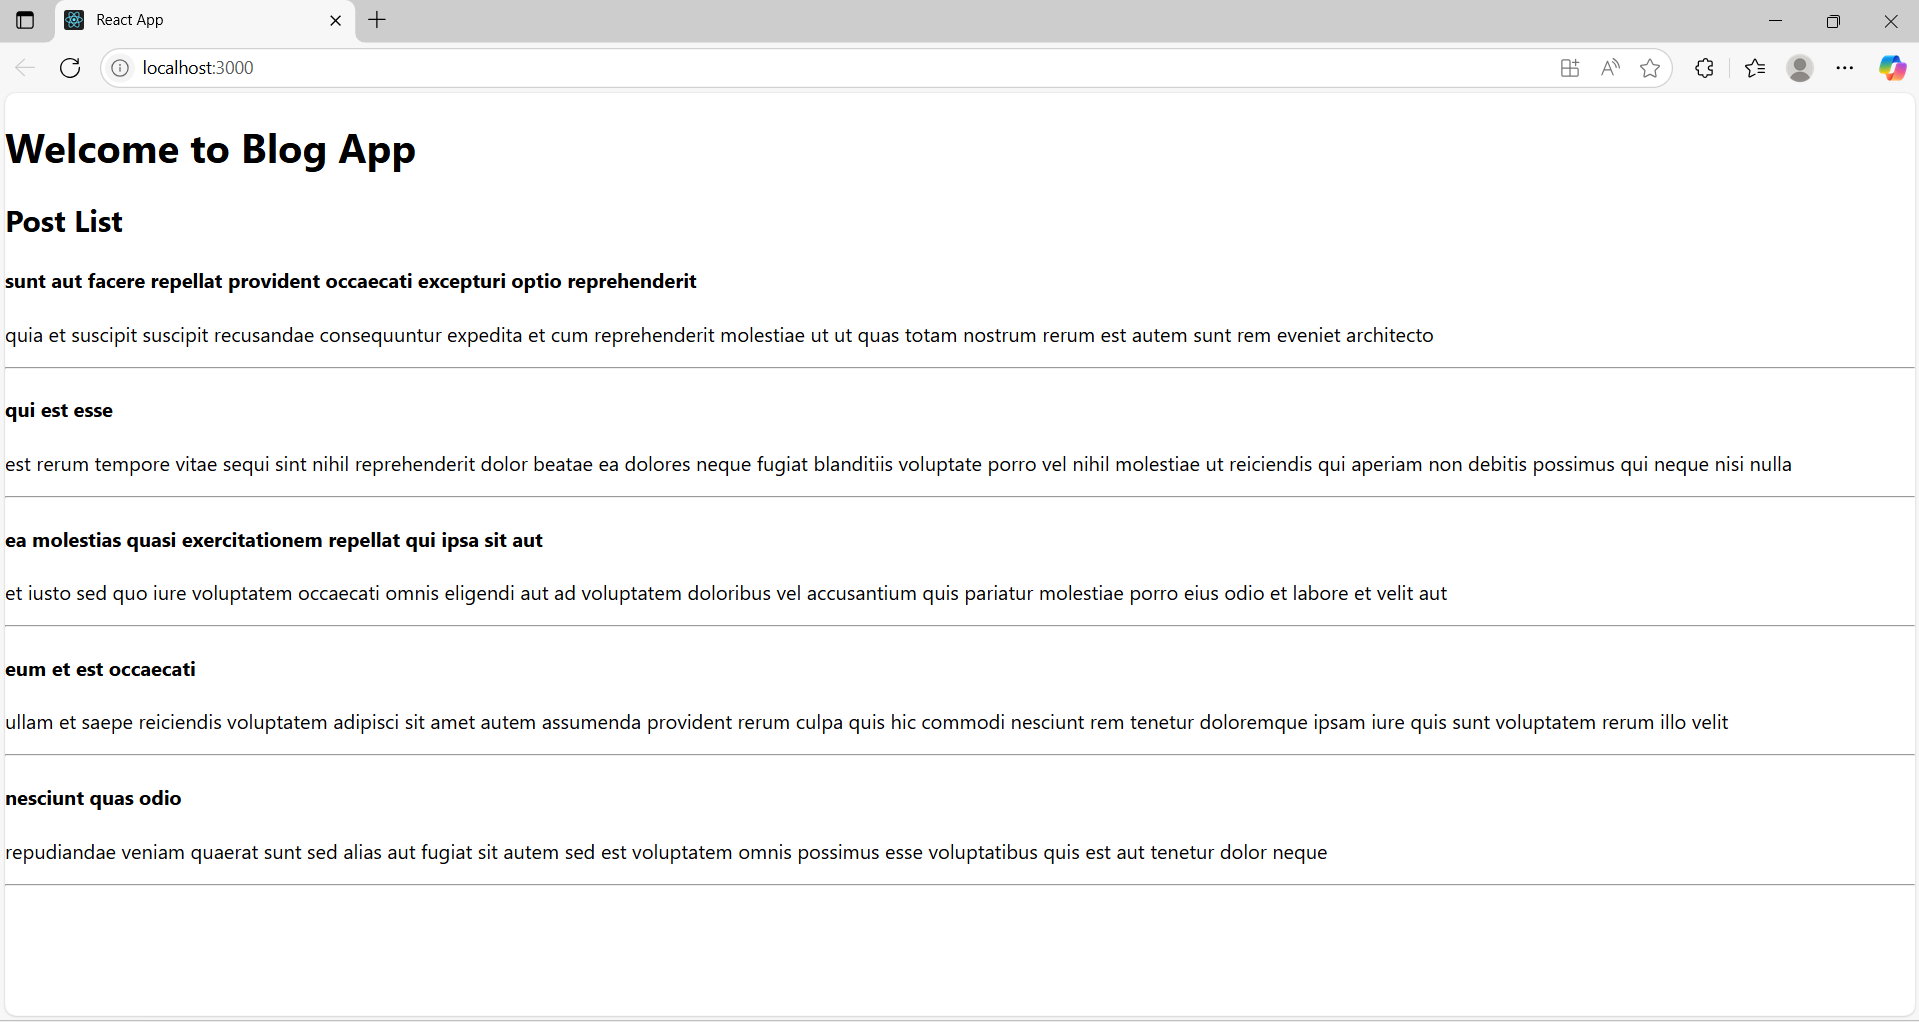 React App
localhost:3000
Welcome to Blog App
Post List
sunt aut facere repellat provident occaecati excepturi optio reprehenderit
quia et suscipit suscipit recusandae consequuntur expedita et cum reprehenderit molestiae ut ut quas totam nostrum rerum est autem sunt rem eveniet architecto
qui est esse
est rerum tempore vitae sequi sint nihil reprehenderit dolor beatae ea dolores neque fugiat blanditiis voluptate porro vel nihil molestiae ut reiciendis qui aperiam non debitis possimus qui neque nisi nulla
ea molestias quasi exercitationem repellat qui ipsa sit aut
et iusto sed quo iure voluptatem occaecati omnis eligendi aut ad voluptatem doloribus vel accusantium quis pariatur molestiae porro eius odio et labore et velit aut
eum et est occaecati
ullam et saepe reiciendis voluptatem adipisci sit amet autem assumenda provident rerum culpa quis hic commodi nesciunt rem tenetur doloremque ipsam iure quis sunt voluptatem rerum illo velit
nesciunt quas odio
repudiandae veniam quaerat sunt sed alias aut fugiat sit autem sed est voluptatem omnis possimus esse voluptatibus quis est aut tenetur dolor neque